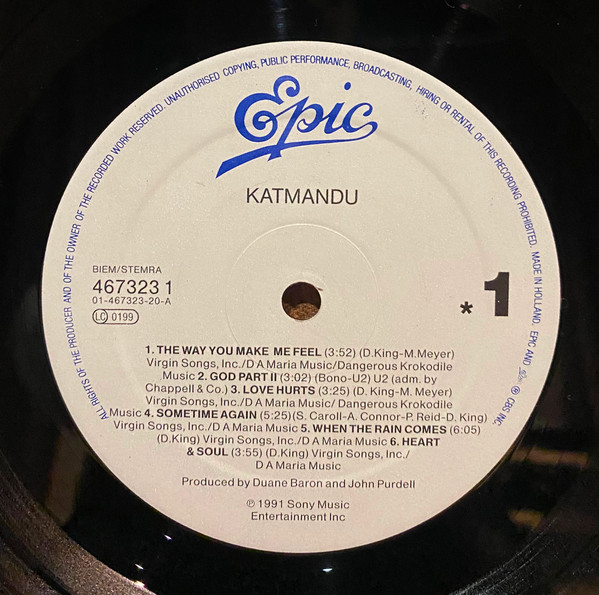 ALL RIGHTS OF THE PRODUCER AND OF THE OWNER OF THE RECORDED WORK RESERVED. UNAUTHORISED COPYING, PUBLIC PERFORMANCE, BROADCASTING, HIRING OR RENTAL OF THIS RECORDING PROHIBITED. MADE IN HOLLAND. EPIC AND ℗ CBS INC.
Epic
KATMANDU
BIEM/STEMRA
467323 1
01-467323-20-A
LC 0199
* 1
1. THE WAY YOU MAKE ME FEEL (3:52) (D.King-M.Meyer)
Virgin Songs, Inc./D A Maria Music/Dangerous Krokodile
Music 2. GOD PART II (3:02) (Bono-U2) U2 (adm. by
Chappell & Co.) 3. LOVE HURTS (3:25) (D. King-M. Meyer)
Virgin Songs, Inc./D A Maria Music/ Dangerous Krokodile
Music 4. SOMETIME AGAIN (5:25) (S. Caroll-A. Connor-P. Reid-D. King)
Virgin Songs, Inc./D A Maria Music 5. WHEN THE RAIN COMES (6:05)
(D.King) Virgin Songs, Inc./D A Maria Music 6. HEART
& SOUL (3:55) (D.King) Virgin Songs, Inc./
D A Maria Music
Produced by Duane Baron and John Purdell
℗ 1991 Sony Music
Entertainment Inc